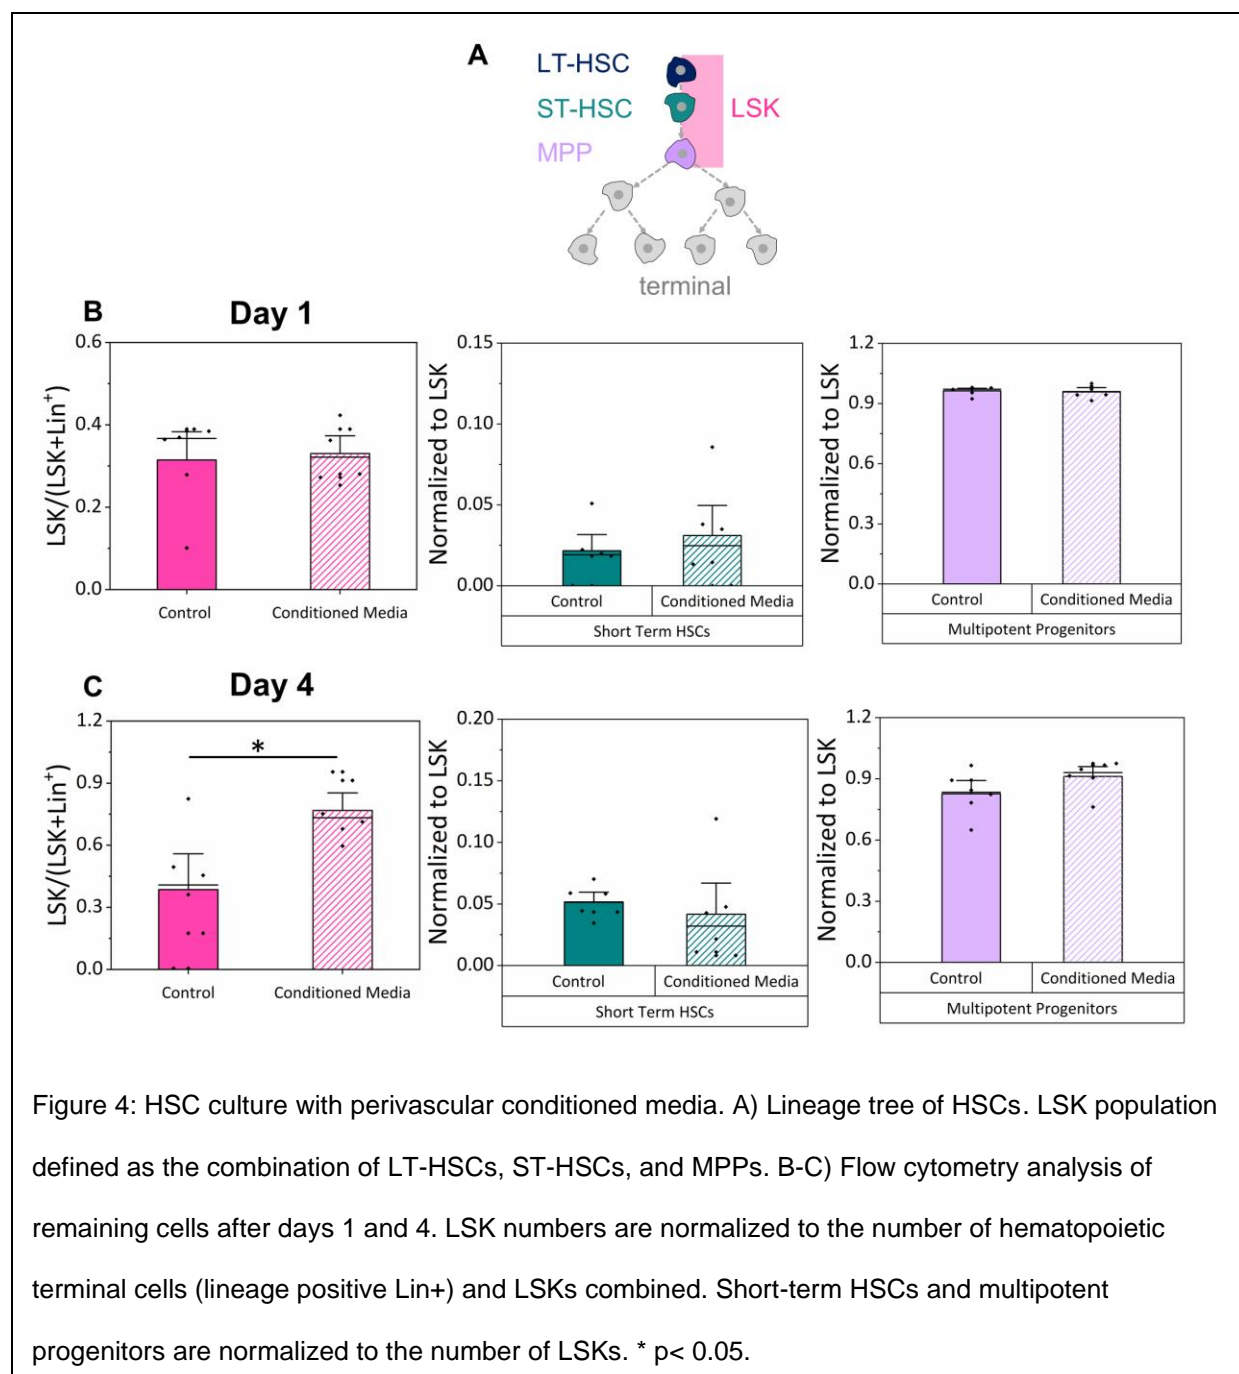 A
LT-HSC
ST-HSC
LSK
MPP
terminal
B
Day 1
LSK/(LSK+Lin⁺)
0.6
0.4
0.2
0.0
Control
Conditioned Media
Normalized to LSK
0.15
0.10
0.05
0.00
Control
Conditioned Media
Short Term HSCs
Normalized to LSK
1.2
0.9
0.6
0.3
0.0
Control
Conditioned Media
Multipotent Progenitors
C
Day 4
LSK/(LSK+Lin⁺)
1.2
0.9
0.6
0.3
0.0
*
Control
Conditioned Media
Normalized to LSK
0.20
0.15
0.10
0.05
0.00
Control
Conditioned Media
Short Term HSCs
Normalized to LSK
1.2
0.9
0.6
0.3
0.0
Control
Conditioned Media
Multipotent Progenitors
Figure 4: HSC culture with perivascular conditioned media. A) Lineage tree of HSCs. LSK population
defined as the combination of LT-HSCs, ST-HSCs, and MPPs. B-C) Flow cytometry analysis of
remaining cells after days 1 and 4. LSK numbers are normalized to the number of hematopoietic
terminal cells (lineage positive Lin+) and LSKs combined. Short-term HSCs and multipotent
progenitors are normalized to the number of LSKs. * p< 0.05.